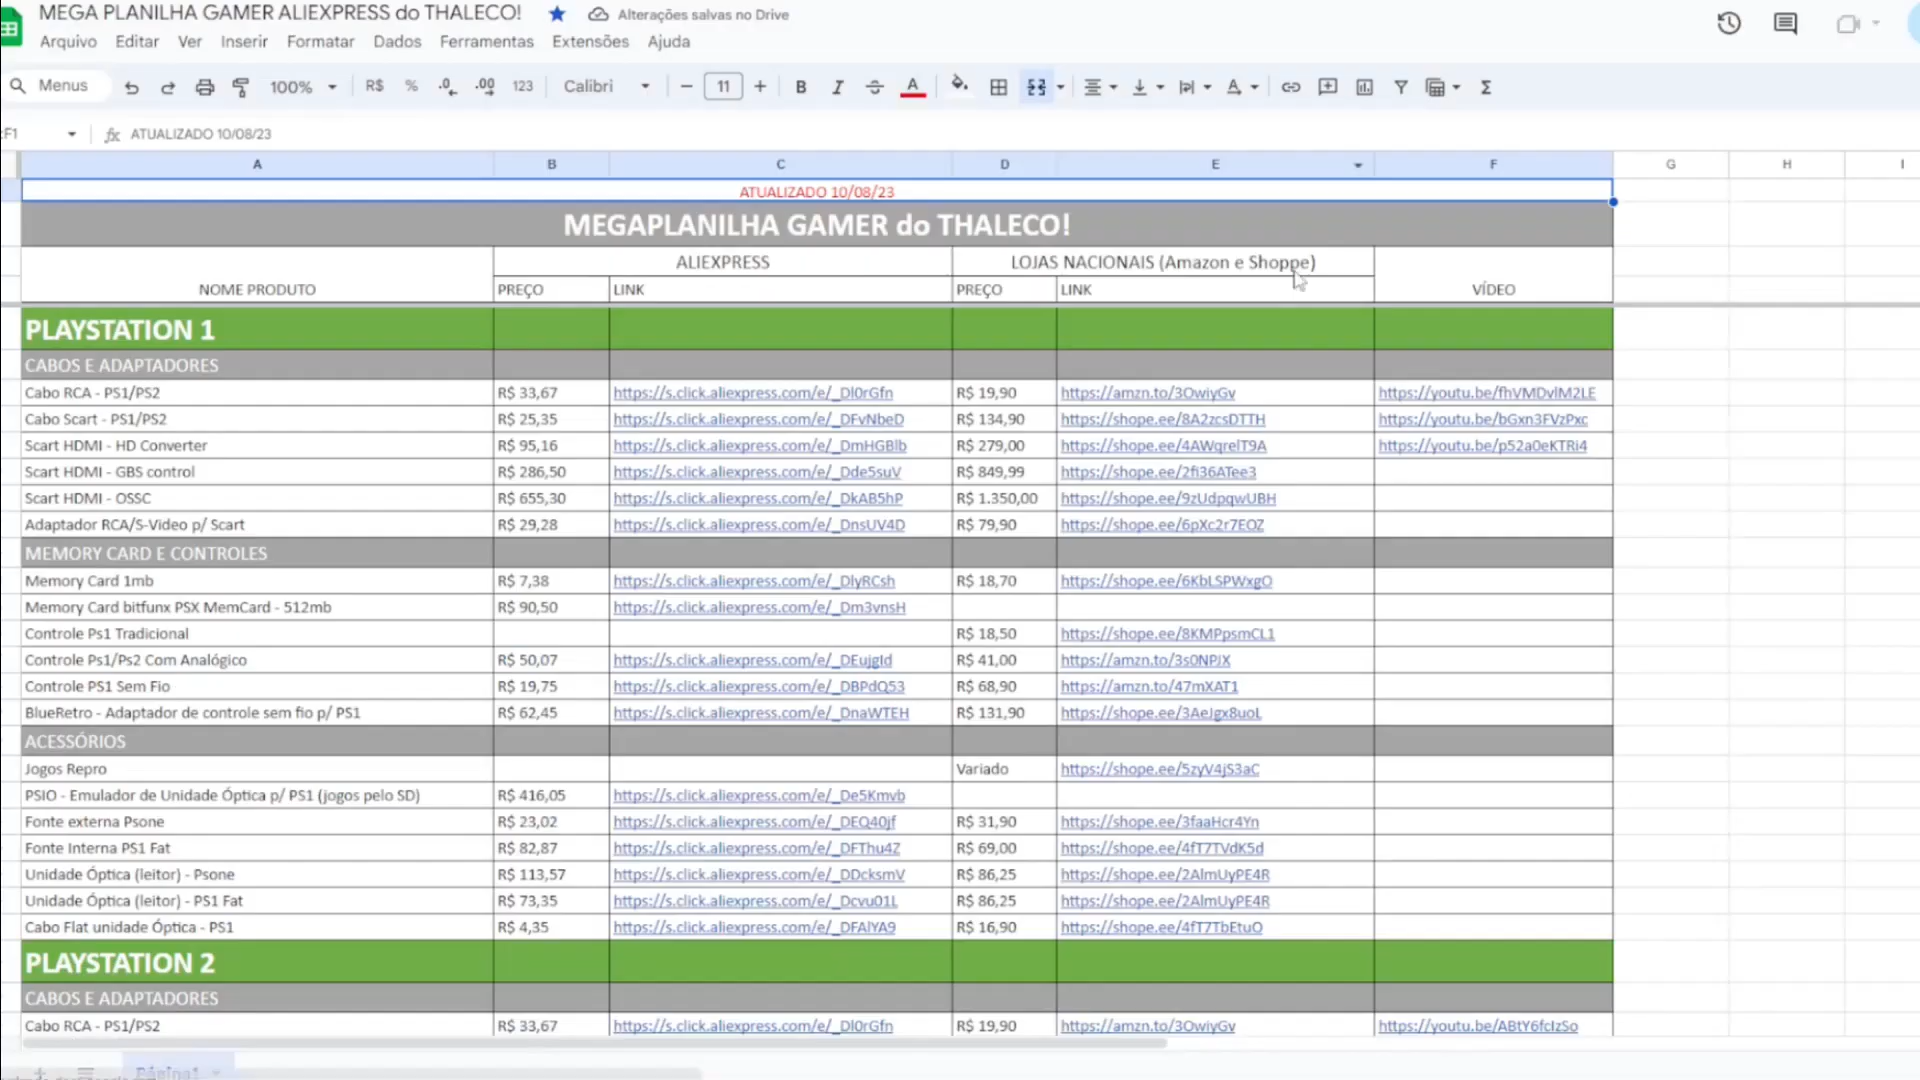 MEGA PLANILHA GAMER ALIEXPRESS do THALECO! Alterações salvas no Drive
Arquivo Editar Ver Inserir Formatar Dados Ferramentas Extensões Ajuda
Menus 100% R$ % .0 .00 123 Calibri 11 B I A
:F1 fx ATUALIZADO 10/08/23
A B C D E F G H I
ATUALIZADO 10/08/23
MEGAPLANILHA GAMER do THALECO!
ALIEXPRESS LOJAS NACIONAIS (Amazon e Shoppe)
NOME PRODUTO PREÇO LINK PREÇO LINK VÍDEO
PLAYSTATION 1
CABOS E ADAPTADORES
Cabo RCA - PS1/PS2 R$ 33,67 https://s.click.aliexpress.com/e/_Dl0rGfn R$ 19,90 https://amzn.to/3OwiyGv https://youtu.be/fhVMDvlM2LE
Cabo Scart - PS1/PS2 R$ 25,35 https://s.click.aliexpress.com/e/_DFvNbeD R$ 134,90 https://shope.ee/8A2zcsDTTH https://youtu.be/bGxn3FVzPxc
Scart HDMI - HD Converter R$ 95,16 https://s.click.aliexpress.com/e/_DmHGBlb R$ 279,00 https://shope.ee/4AWqrelT9A https://youtu.be/p52a0eKTRi4
Scart HDMI - GBS control R$ 286,50 https://s.click.aliexpress.com/e/_Dde5suV R$ 849,99 https://shope.ee/2fi36ATee3
Scart HDMI - OSSC R$ 655,30 https://s.click.aliexpress.com/e/_DkAB5hP R$ 1.350,00 https://shope.ee/9zUdpqwUBH
Adaptador RCA/S-Video p/ Scart R$ 29,28 https://s.click.aliexpress.com/e/_DnsUV4D R$ 79,90 https://shope.ee/6pXc2r7EOZ
MEMORY CARD E CONTROLES
Memory Card 1mb R$ 7,38 https://s.click.aliexpress.com/e/_DlyRCsh R$ 18,70 https://shope.ee/6KbLSPWxgO
Memory Card bitfunx PSX MemCard - 512mb R$ 90,50 https://s.click.aliexpress.com/e/_Dm3vnsH
Controle Ps1 Tradicional R$ 18,50 https://shope.ee/8KMPpsmCL1
Controle Ps1/Ps2 Com Analógico R$ 50,07 https://s.click.aliexpress.com/e/_DEujgId R$ 41,00 https://amzn.to/3s0NPJX
Controle PS1 Sem Fio R$ 19,75 https://s.click.aliexpress.com/e/_DBPdQ53 R$ 68,90 https://amzn.to/47mXAT1
BlueRetro - Adaptador de controle sem fio p/ PS1 R$ 62,45 https://s.click.aliexpress.com/e/_DnaWTEH R$ 131,90 https://shope.ee/3AeJgx8uoL
ACESSÓRIOS
Jogos Repro Variado https://shope.ee/5zyV4jS3aC
PSIO - Emulador de Unidade Óptica p/ PS1 (jogos pelo SD) R$ 416,05 https://s.click.aliexpress.com/e/_De5Kmvb
Fonte externa Psone R$ 23,02 https://s.click.aliexpress.com/e/_DEQ40jf R$ 31,90 https://shope.ee/3faaHcr4Yn
Fonte Interna PS1 Fat R$ 82,87 https://s.click.aliexpress.com/e/_DFThu4Z R$ 69,00 https://shope.ee/4fT7TVdK5d
Unidade Óptica (leitor) - Psone R$ 113,57 https://s.click.aliexpress.com/e/_DDcksmV R$ 86,25 https://shope.ee/2AlmUyPE4R
Unidade Óptica (leitor) - PS1 Fat R$ 73,35 https://s.click.aliexpress.com/e/_Dcvu01L R$ 86,25 https://shope.ee/2AlmUyPE4R
Cabo Flat unidade Óptica - PS1 R$ 4,35 https://s.click.aliexpress.com/e/_DFAlYA9 R$ 16,90 https://shope.ee/4fT7TbEtuO
PLAYSTATION 2
CABOS E ADAPTADORES
Cabo RCA - PS1/PS2 R$ 33,67 https://s.click.aliexpress.com/e/_Dl0rGfn R$ 19,90 https://amzn.to/3OwiyGv https://youtu.be/ABtY6fcIzSo
Página1